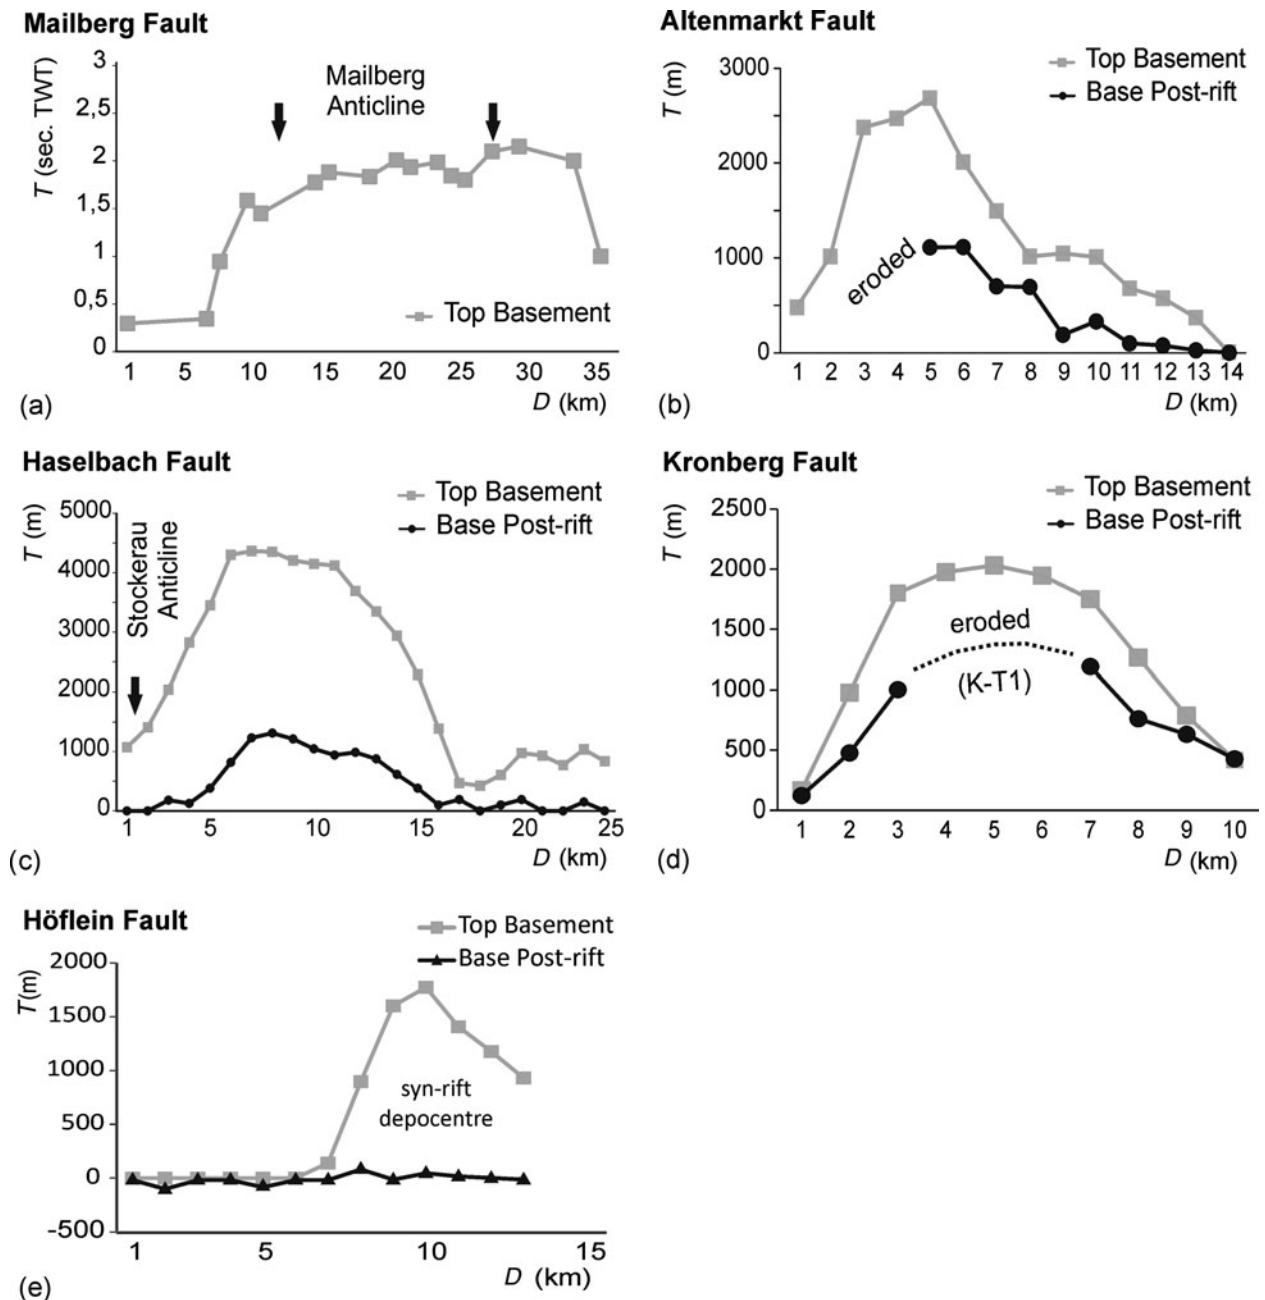 Mailberg Fault
T (sec. TWT)
3
2,5
2
1,5
1
0,5
0
Mailberg
Anticline
Top Basement
1 5 10 15 20 25 30 35
D (km)
(a)
Altenmarkt Fault
Top Basement
Base Post-rift
T (m)
3000
2000
1000
0
eroded
1 2 3 4 5 6 7 8 9 10 11 12 13 14
D (km)
(b)
Haselbach Fault
Top Basement
Base Post-rift
T (m)
5000
4000
3000
2000
1000
0
Stockerau
Anticline
1 5 10 15 20 25
D (km)
(c)
Kronberg Fault
Top Basement
Base Post-rift
T (m)
2500
2000
1500
1000
500
0
eroded
(K-T1)
1 2 3 4 5 6 7 8 9 10
D (km)
(d)
Höflein Fault
Top Basement
Base Post-rift
T(m)
2000
1500
1000
500
0
-500
syn-rift
depocentre
1 5 10 15
D (km)
(e)